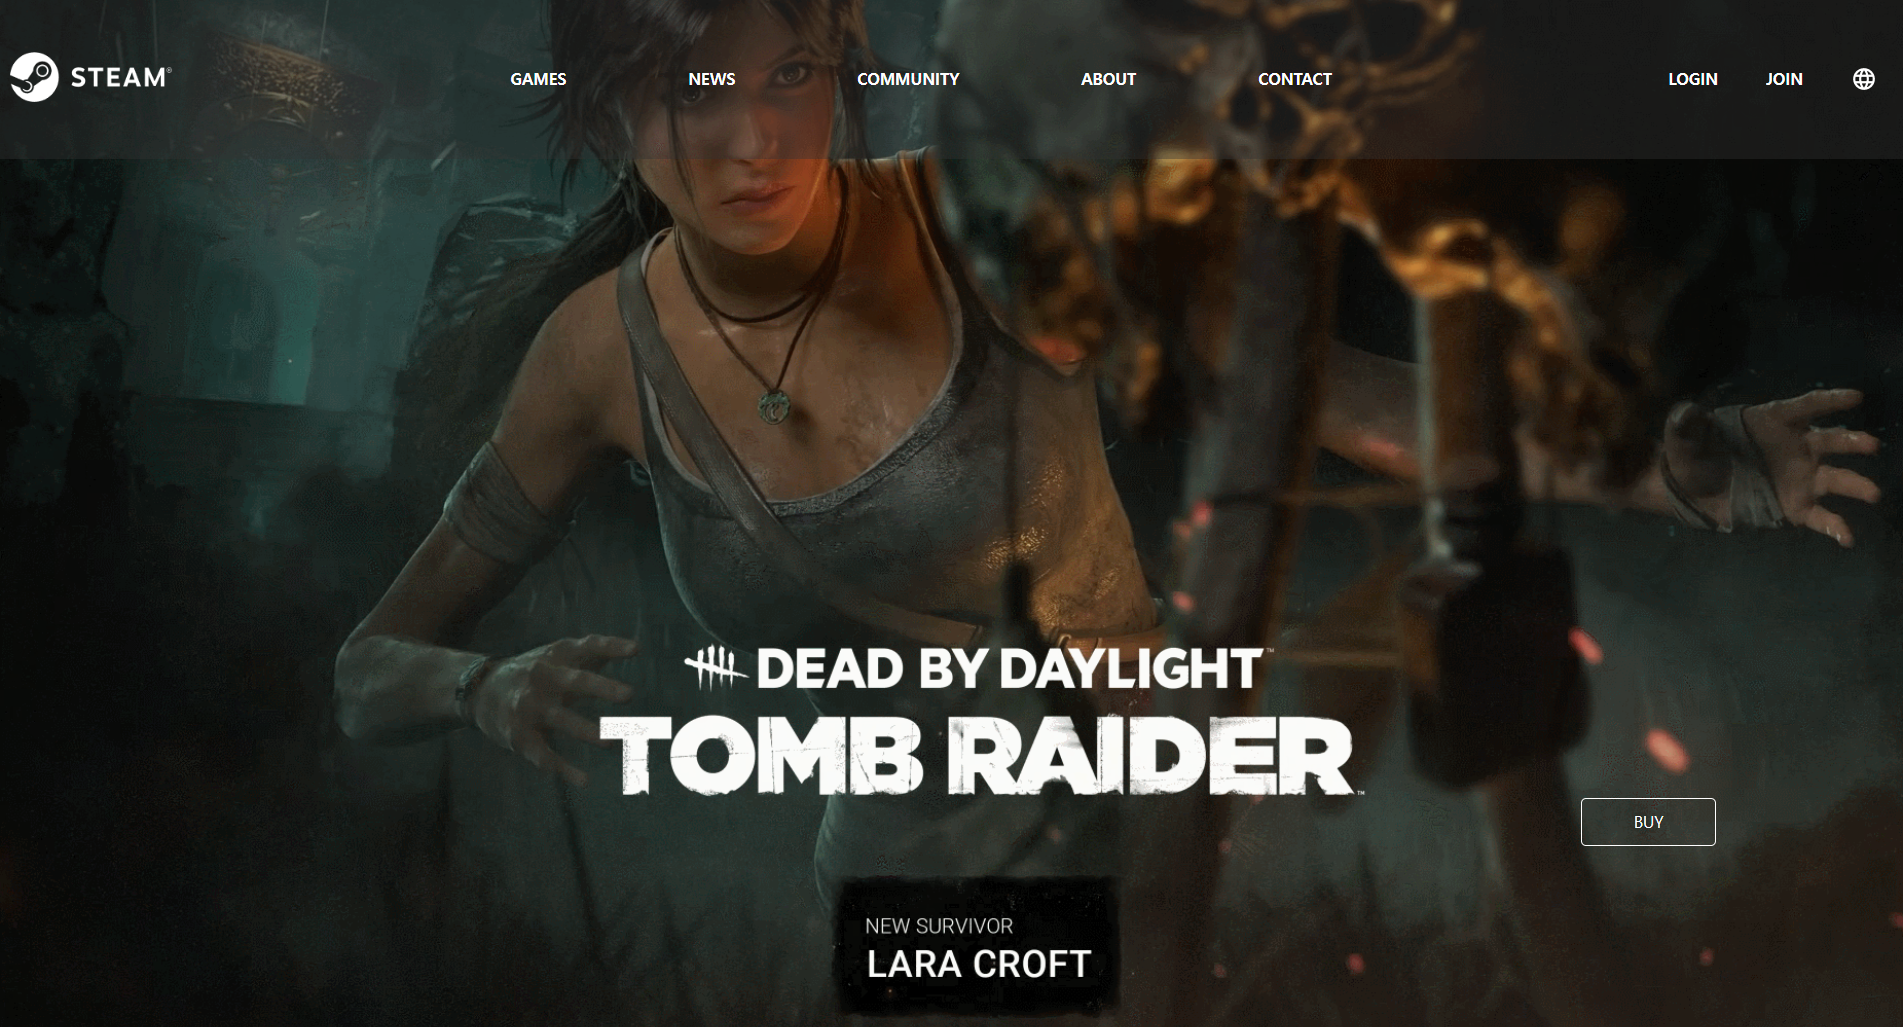 STEAM®
GAMES
NEWS
COMMUNITY
ABOUT
CONTACT
LOGIN
JOIN
DEAD BY DAYLIGHT™
TOMB RAIDER™
BUY
NEW SURVIVOR
LARA CROFT